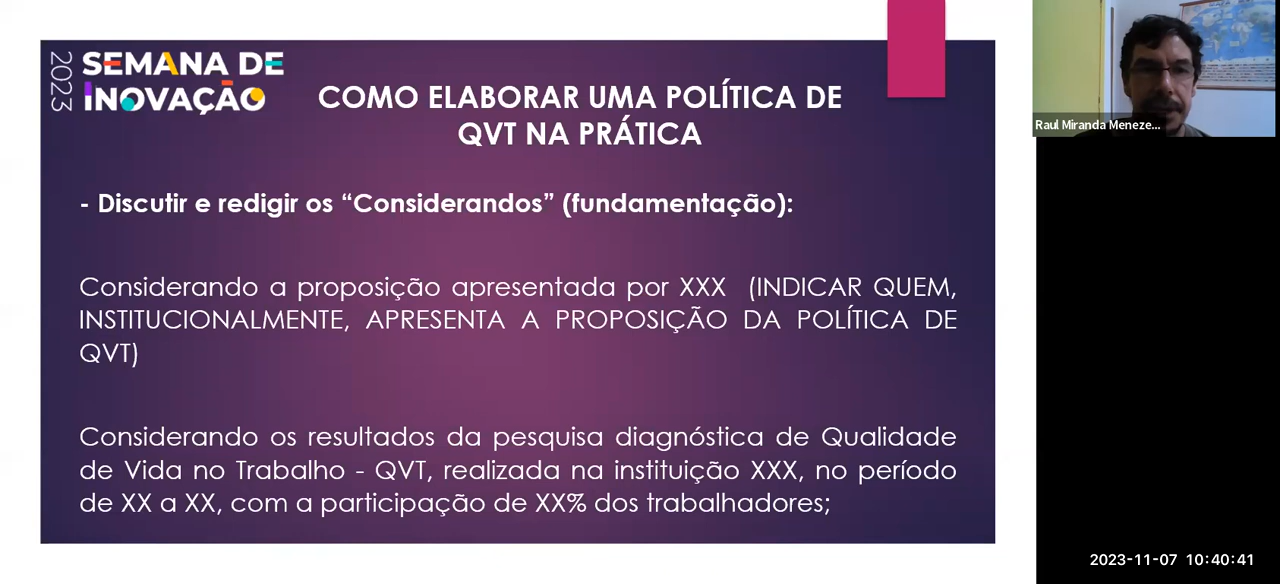 2023
SEMANA DE
INOVAÇÃO
COMO ELABORAR UMA POLÍTICA DE
QVT NA PRÁTICA
- Discutir e redigir os “Considerandos” (fundamentação):
Considerando a proposição apresentada por XXX (INDICAR QUEM,
INSTITUCIONALMENTE, APRESENTA A PROPOSIÇÃO DA POLÍTICA DE
QVT)
Considerando os resultados da pesquisa diagnóstica de Qualidade
de Vida no Trabalho - QVT, realizada na instituição XXX, no período
de XX a XX, com a participação de XX% dos trabalhadores;
Raul Miranda Meneze...
2023-11-07 10:40:41